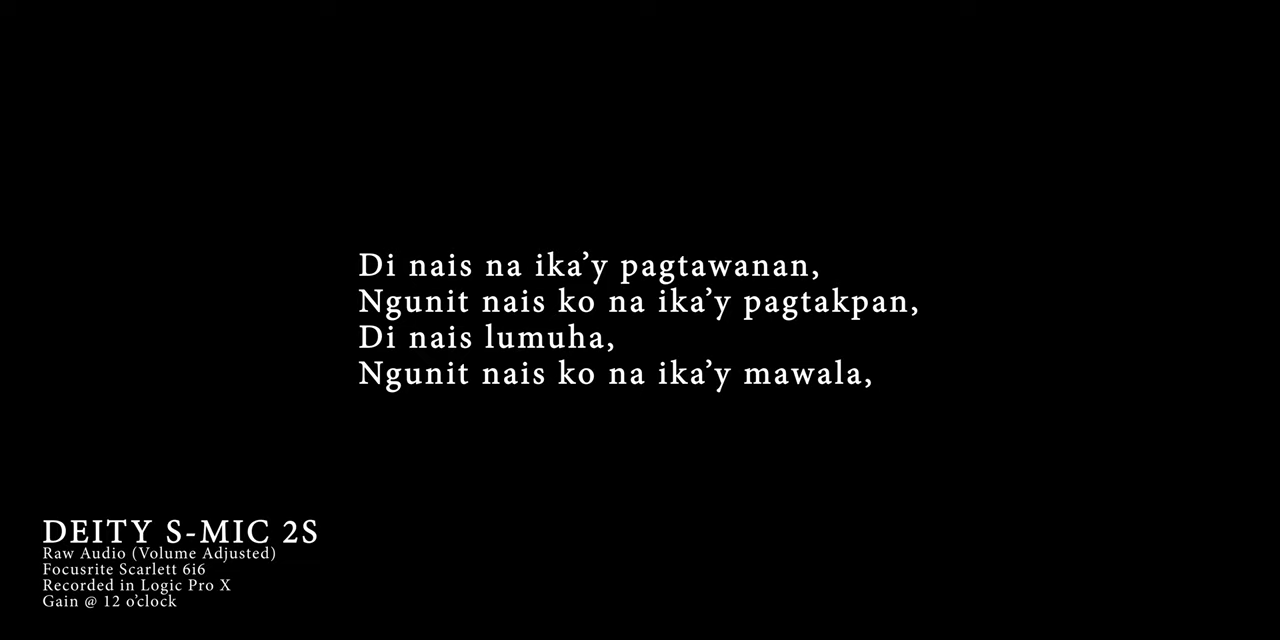 Di nais na ika’y pagtawanan,
Ngunit nais ko na ika’y pagtakpan,
Di nais lumuha,
Ngunit nais ko na ika’y mawala,
DEITY S-MIC 2S
Raw Audio (Volume Adjusted)
Focusrite Scarlett 6i6
Recorded in Logic Pro X
Gain @ 12 o’clock